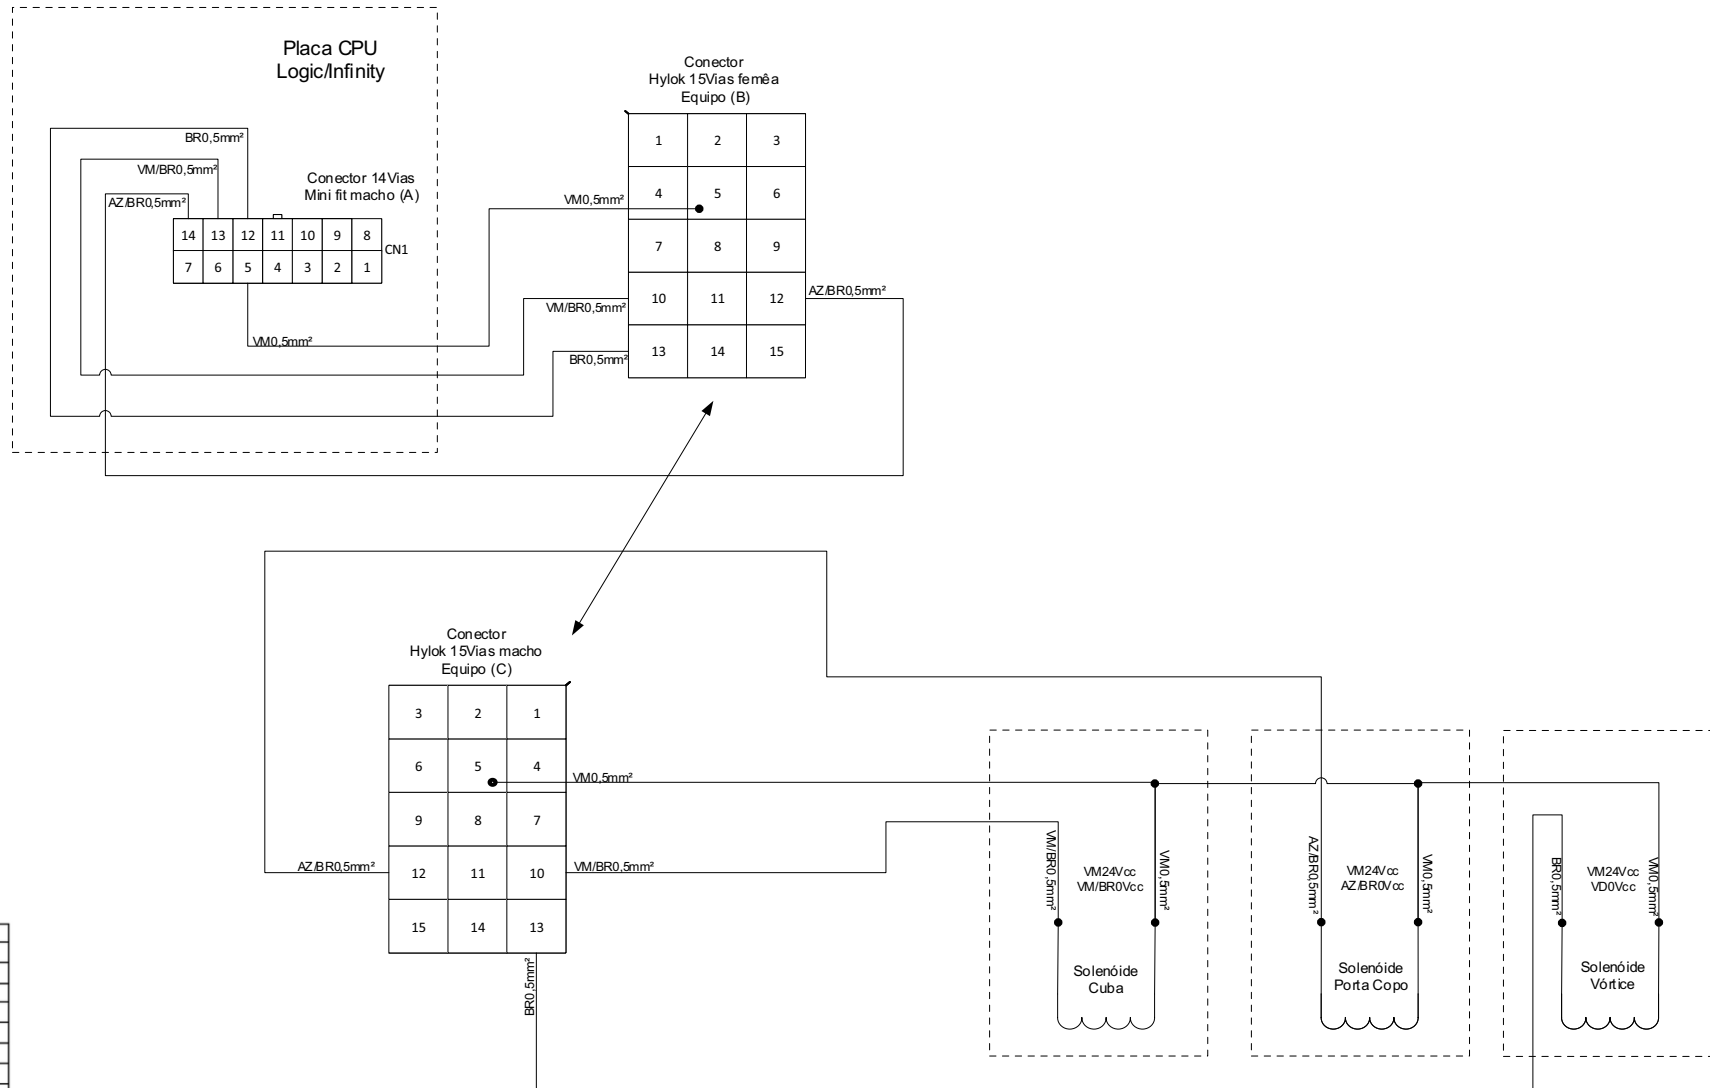 Placa CPU
Logic/Infinity
Conector
Hylok 15Vias femêa
Equipo (B)
BR0,5mm²
VM/BR0,5mm²
AZ/BR0,5mm²
Conector 14Vias
Mini fit macho (A)
14 13 12 11 10 9 8
7 6 5 4 3 2 1
CN1
VM0,5mm²
1 2 3
VM0,5mm²
4 5 6
7 8 9
VM/BR0,5mm²
10 11 12
AZ/BR0,5mm²
BR0,5mm²
13 14 15
Conector
Hylok 15Vias macho
Equipo (C)
3 2 1
6 5 4
VM0,5mm²
9 8 7
AZ/BR0,5mm²
12 11 10
VM/BR0,5mm²
15 14 13
BR0,5mm²
VM/BR0,5mm²
VM24Vcc
VM/BR0Vcc
VM0,5mm²
Solenóide
Cuba
AZ/BR0,5mm²
VM24Vcc
AZ/BR0Vcc
VM0,5mm²
Solenóide
Porta Copo
BR0,5mm²
VM24Vcc
VD0Vcc
VM0,5mm²
Solenóide
Vórtice